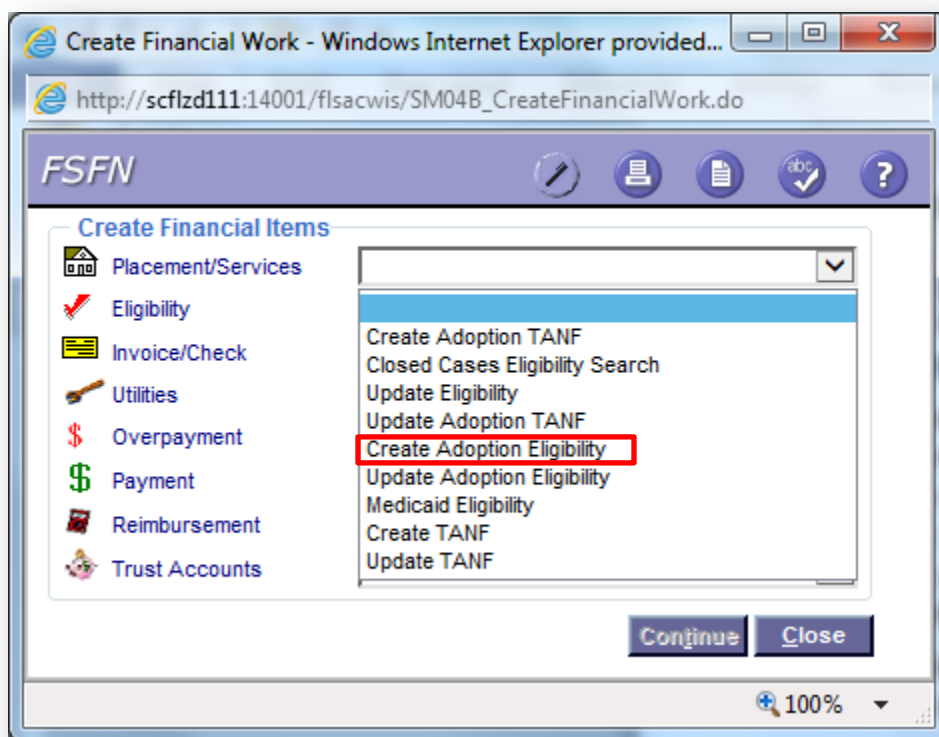 Create Financial Work - Windows Internet Explorer provided...
http://scflzd111:14001/flsacwis/SM04B_CreateFinancialWork.do
FSFN
abc
?
Create Financial Items
Placement/Services
Eligibility
Invoice/Check
Utilities
$ Overpayment
$ Payment
Reimbursement
Trust Accounts
Create Adoption TANF
Closed Cases Eligibility Search
Update Eligibility
Update Adoption TANF
Create Adoption Eligibility
Update Adoption Eligibility
Medicaid Eligibility
Create TANF
Update TANF
Continue Close
100%